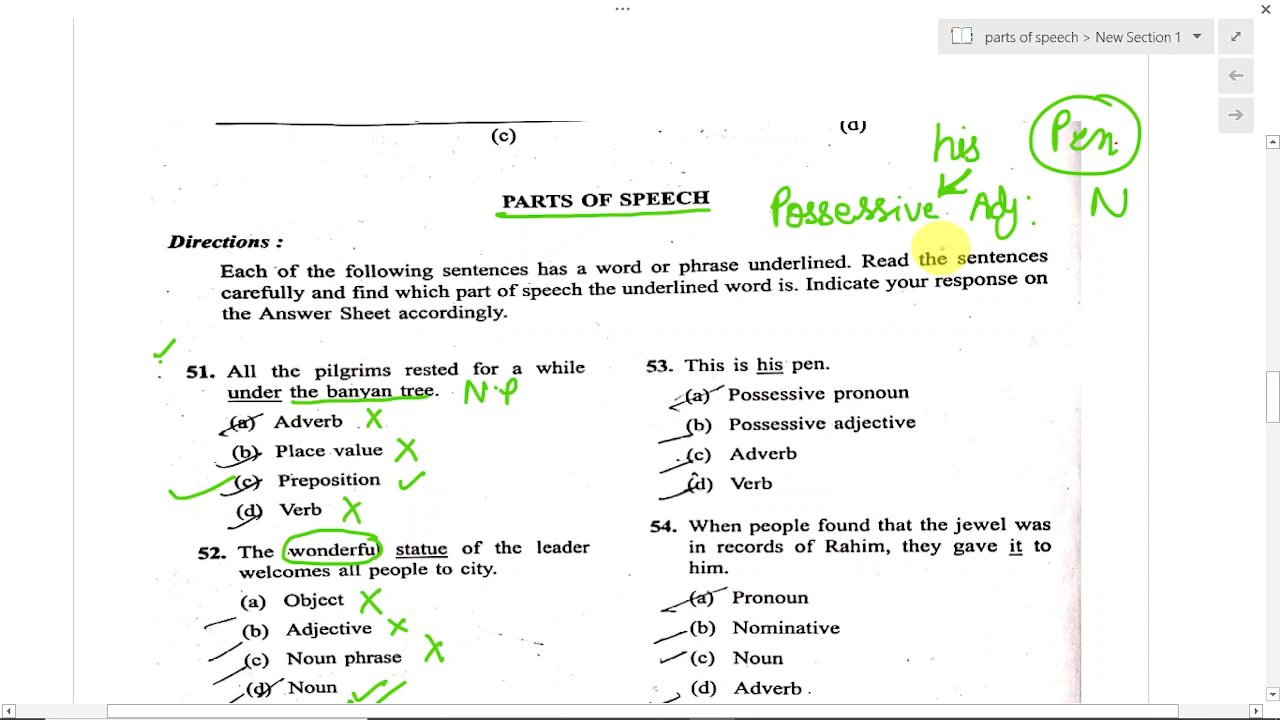 parts of speech > New Section 1
(c) (d)
his Pen
Possessive Adj: N
PARTS OF SPEECH
Directions :
Each of the following sentences has a word or phrase underlined. Read the sentences
carefully and find which part of speech the underlined word is. Indicate your response on
the Answer Sheet accordingly.
51. All the pilgrims rested for a while
under the banyan tree. N.P
(a) Adverb
(b) Place value
(c) Preposition
(d) Verb
52. The wonderful statue of the leader
welcomes all people to city.
(a) Object
(b) Adjective
(c) Noun phrase
(d) Noun
53. This is his pen.
(a) Possessive pronoun
(b) Possessive adjective
(c) Adverb
(d) Verb
54. When people found that the jewel was
in records of Rahim, they gave it to
him.
(a) Pronoun
(b) Nominative
(c) Noun
(d) Adverb .